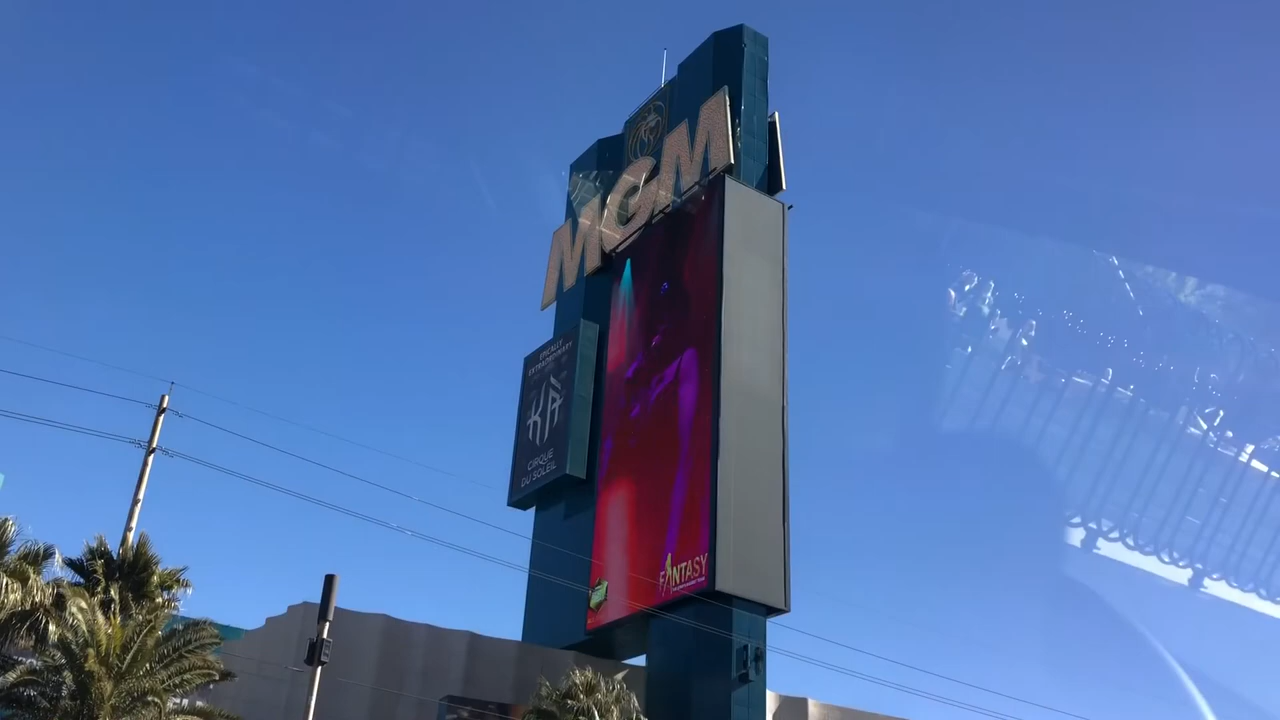 MGM
EPICALLY
EXTRAORDINARY
KÀ
CIRQUE
DU SOLEIL
FANTASY